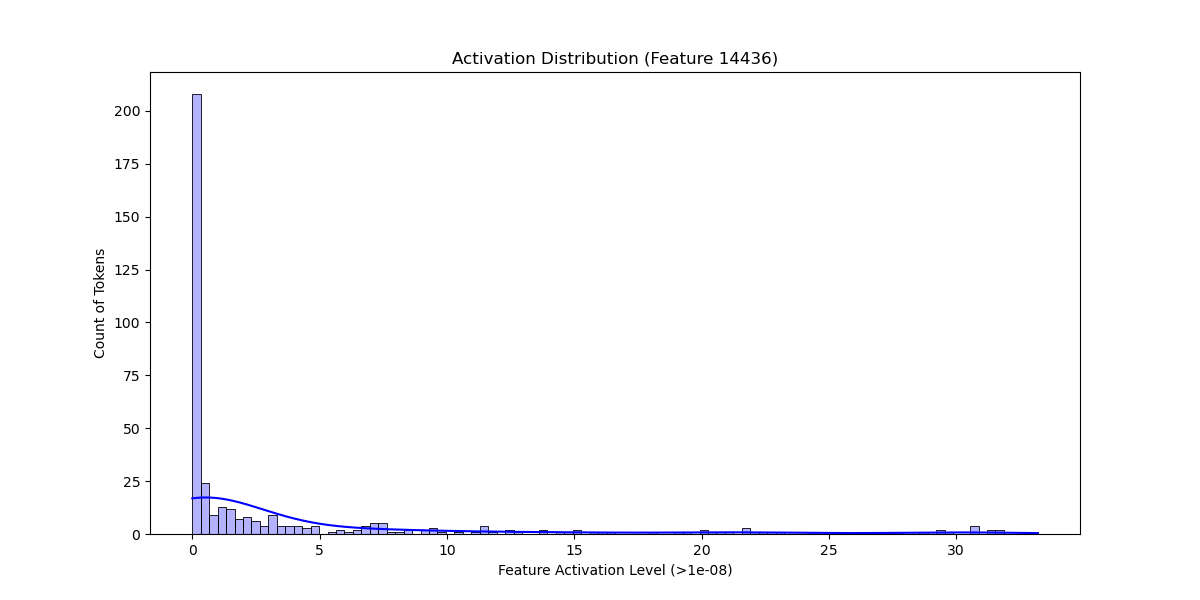 Activation Distribution (Feature 14436)
200
175
150
125
100
75
50
25
0
Count of Tokens
0 5 10 15 20 25 30
Feature Activation Level (>1e-08)